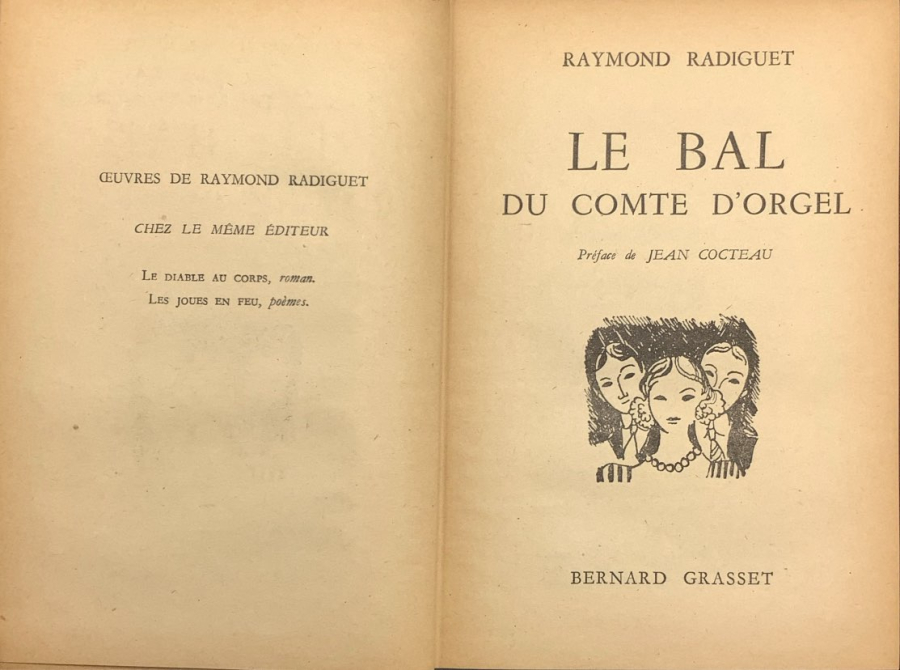 ŒUVRES DE RAYMOND RADIGUET
CHEZ LE MÊME ÉDITEUR
LE DIABLE AU CORPS, roman.
LES JOUES EN FEU, poèmes.
RAYMOND RADIGUET
LE BAL
DU COMTE D'ORGEL
Préface de JEAN COCTEAU
BERNARD GRASSET